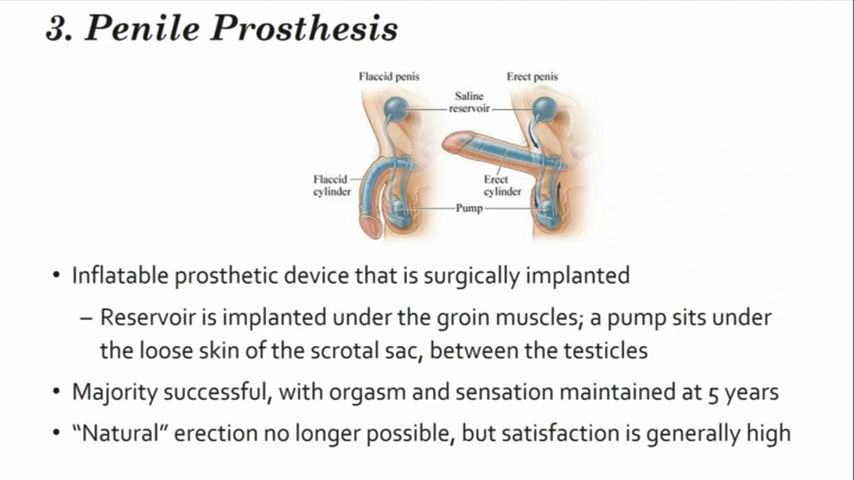 3. Penile Prosthesis
Flaccid penis
Erect penis
Saline
reservoir
Flaccid
cylinder
Erect
cylinder
Pump
• Inflatable prosthetic device that is surgically implanted
– Reservoir is implanted under the groin muscles; a pump sits under
the loose skin of the scrotal sac, between the testicles
• Majority successful, with orgasm and sensation maintained at 5 years
• “Natural” erection no longer possible, but satisfaction is generally high